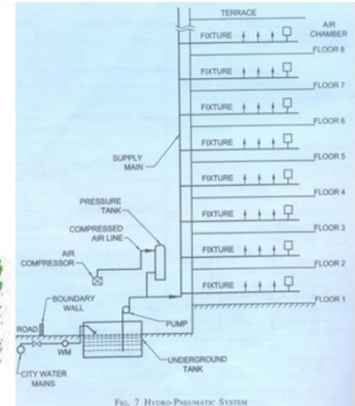 TERRACE
AIR
CHAMBER
FIXTURE
FLOOR 8
FIXTURE
FLOOR 7
FIXTURE
FLOOR 6
FIXTURE
FLOOR 5
SUPPLY
MAIN
FIXTURE
FLOOR 4
PRESSURE
TANK
FIXTURE
FLOOR 3
COMPRESSED
AIR LINE
AIR
COMPRESSOR
FIXTURE
FLOOR 2
FIXTURE
FLOOR 1
BOUNDARY
WALL
PUMP
ROAD
WM
UNDERGROUND
TANK
CITY WATER
MAINS
FIG. 7 HYDRO-PNEUMATIC SYSTEM